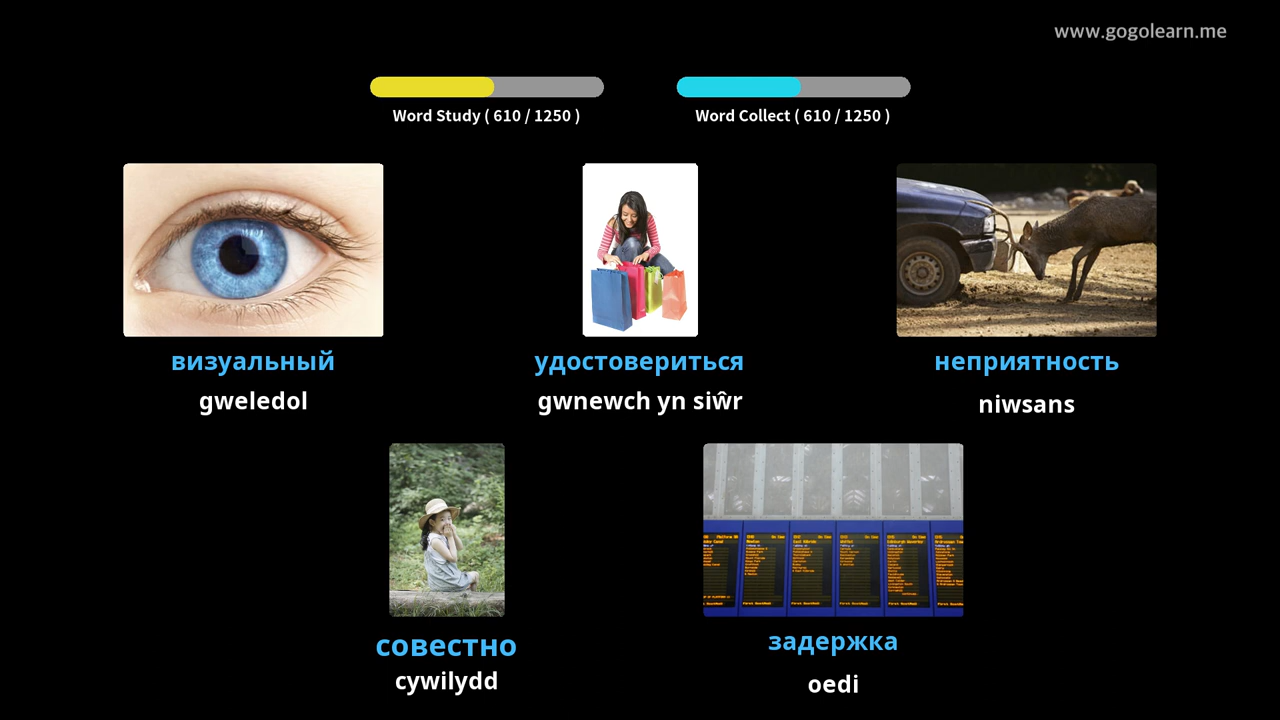 www.gogolearn.me
Word Study ( 610 / 1250 )
Word Collect ( 610 / 1250 )
визуальный
gweledol
удостовериться
gwnewch yn siŵr
неприятность
niwsans
совестно
cywilydd
задержка
oedi